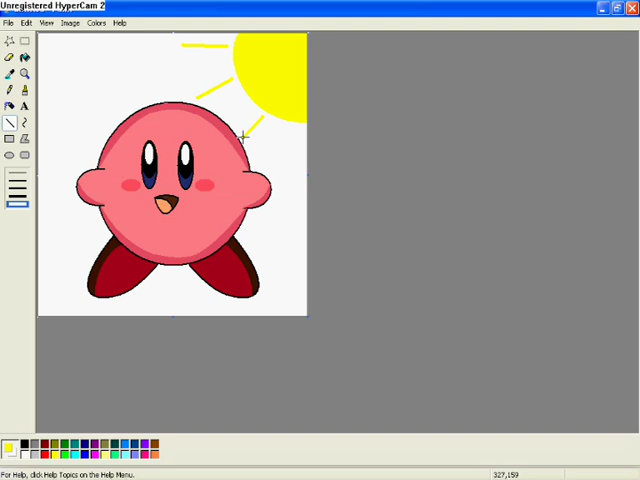 Unregistered HyperCam 2
File Edit View Image Colors Help
A
For Help, click Help Topics on the Help Menu.
327,159